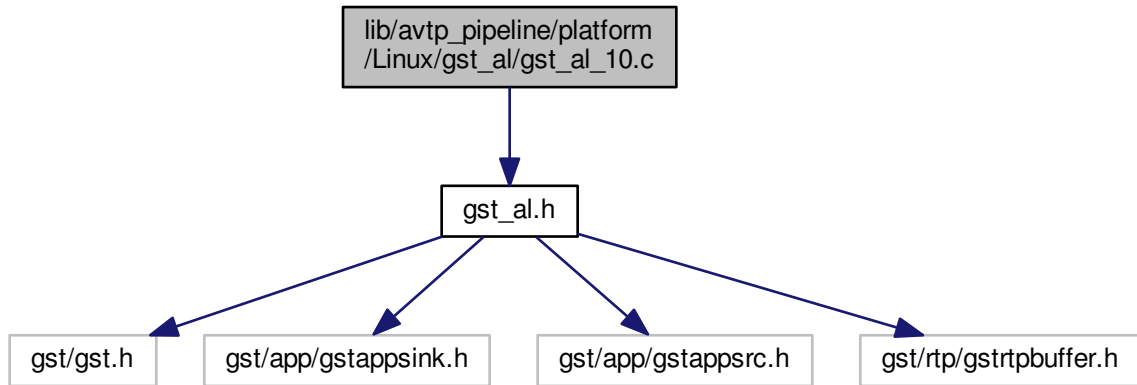 lib/avtp_pipeline/platform
/Linux/gst_al/gst_al_10.c
gst_al.h
gst/gst.h
gst/app/gstappsink.h
gst/app/gstappsrc.h
gst/rtp/gstrtpbuffer.h